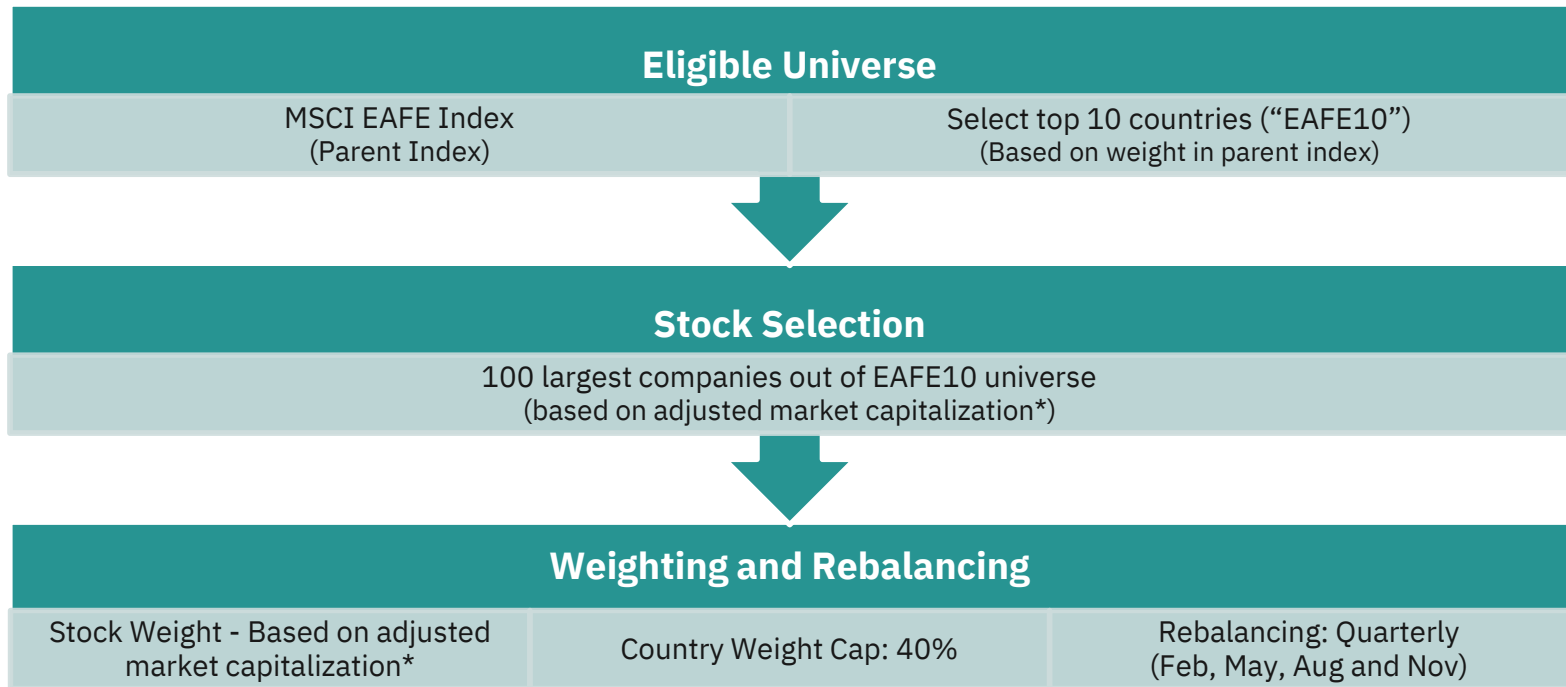 Eligible Universe
MSCI EAFE Index
(Parent Index)
Select top 10 countries (“EAFE10”)
(Based on weight in parent index)
Stock Selection
100 largest companies out of EAFE10 universe
(based on adjusted market capitalization*)
Weighting and Rebalancing
Stock Weight - Based on adjusted
market capitalization*
Country Weight Cap: 40%
Rebalancing: Quarterly
(Feb, May, Aug and Nov)